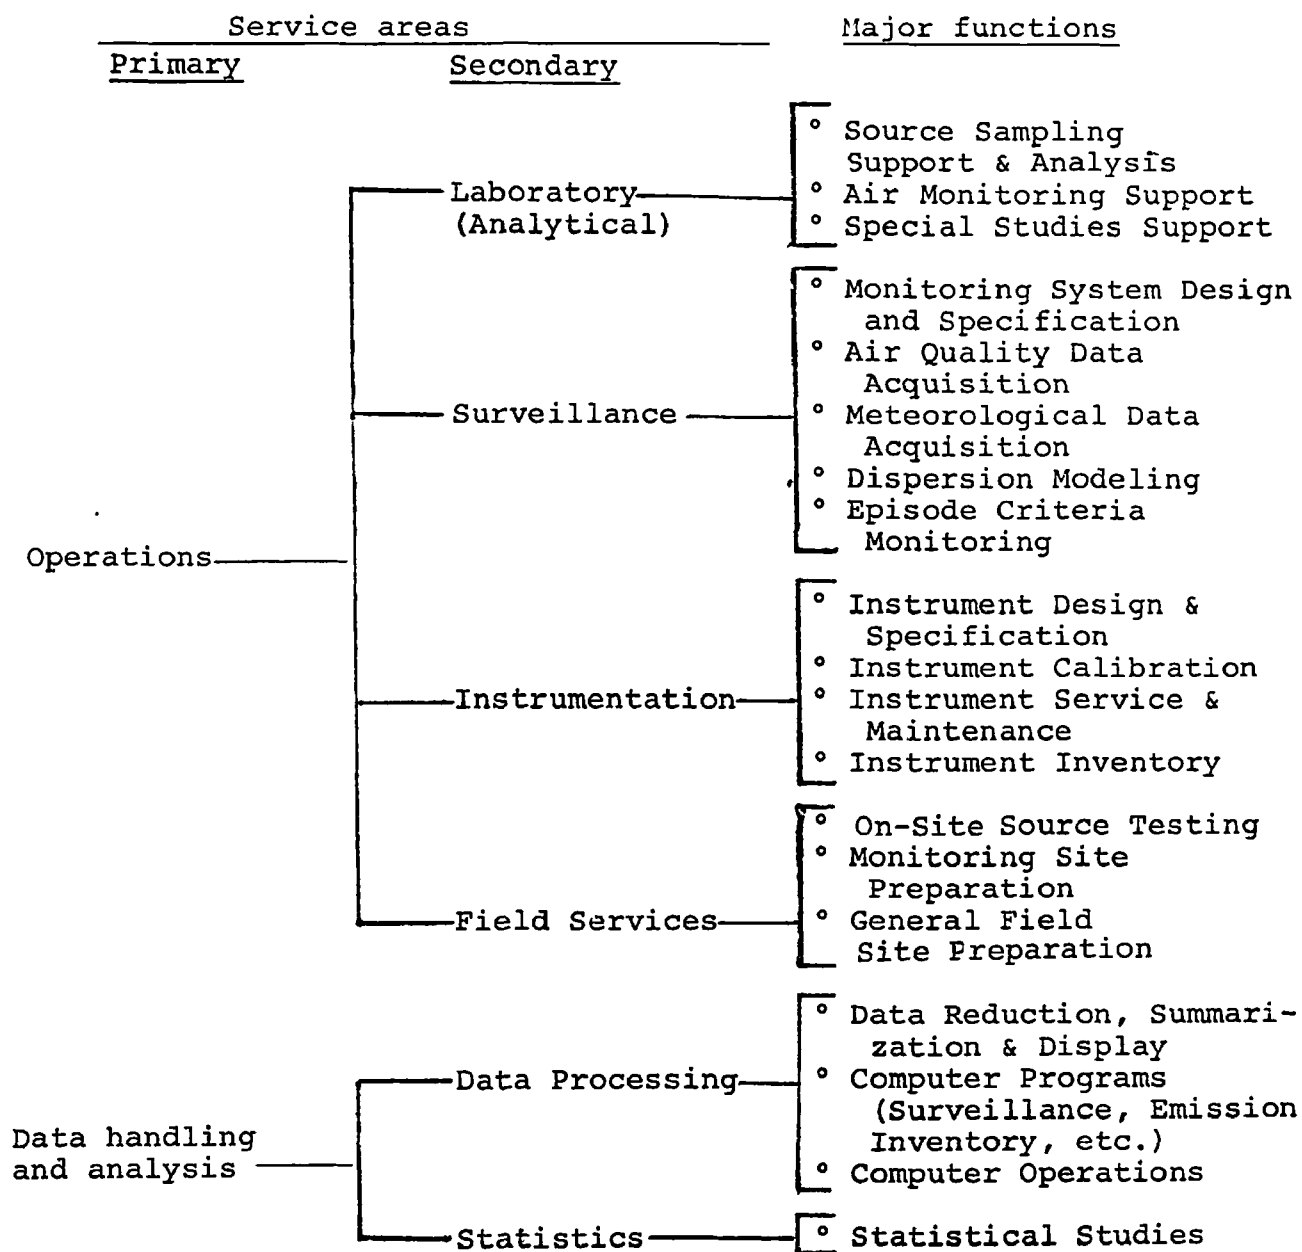 Service areas Major functions
Primary Secondary
° Source Sampling
Support & Analysis
Laboratory ° Air Monitoring Support
(Analytical) ° Special Studies Support
° Monitoring System Design
and Specification
° Air Quality Data
Acquisition
Surveillance ° Meteorological Data
Acquisition
° Dispersion Modeling
° Episode Criteria
Monitoring
Operations
° Instrument Design &
Specification
° Instrument Calibration
Instrumentation ° Instrument Service &
Maintenance
° Instrument Inventory
° On-Site Source Testing
° Monitoring Site
Preparation
Field Services ° General Field
Site Preparation
° Data Reduction, Summari-
zation & Display
Data Processing ° Computer Programs
(Surveillance, Emission
Inventory, etc.)
Data handling
and analysis ° Computer Operations
Statistics ° Statistical Studies